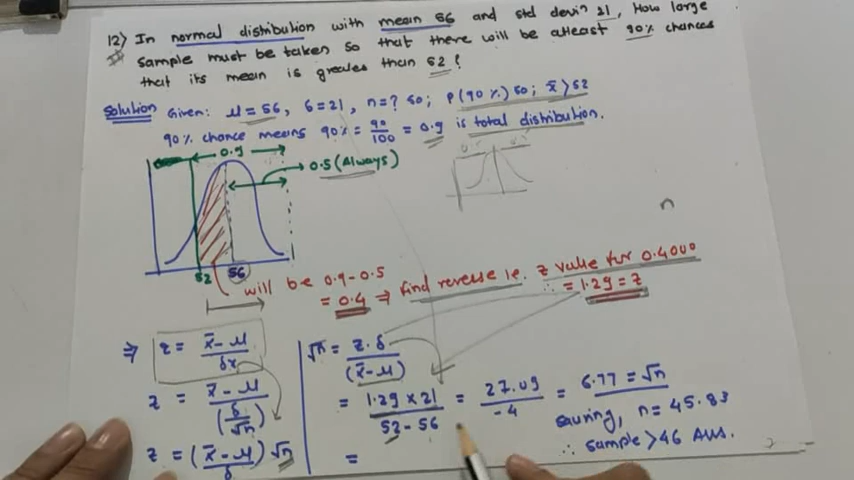 12) In normal distribution with mean 56 and std devin 21, How large
sample must be taken so that there will be atleast 90% chances
that its mean is greater than 52?
Solution Given: μ = 56, σ = 21, n = ? so; P(90%) so; x̄ > 52
90% chance means 90% = 90/100 = 0.9 is total distribution.
0.9
0.5 (Always)
n
52 56
will be 0.9 - 0.5
= 0.4 ⇒ find reverse i.e. z value for 0.4000
∴ = 1.29 = z
⇒ z = x̄ - μ / σx̄
√n = z·σ / (x̄ - μ)
z = x̄ - μ / (σ/√n)
= 1.29 × 21 / 52 - 56 = 27.09 / -4 = 6.77 = √n
z = (x̄ - μ / σ) √n
=
n = 45.83
∴ sample > 46 Ans.